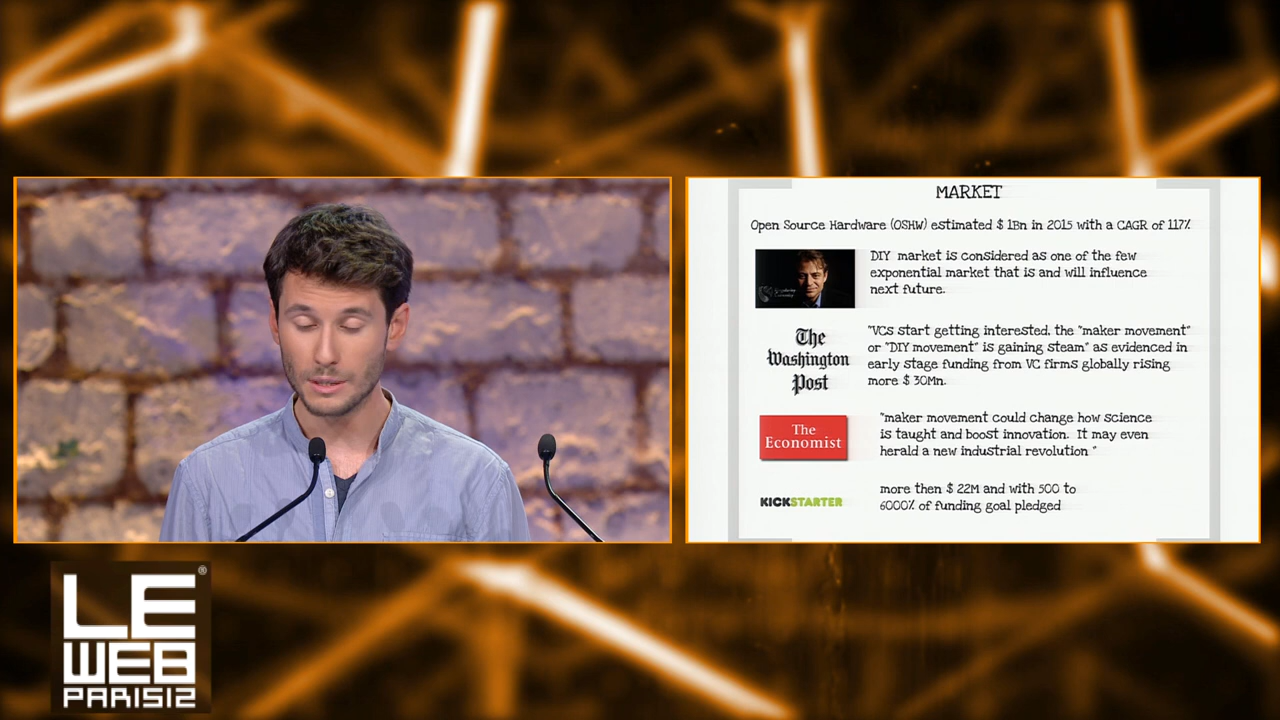 MARKET
Open Source Hardware (OSHW) estimated $ 1Bn in 2015 with a CAGR of 117%
DIY market is considered as one of the few
exponential market that is and will influence
next future.
The
Washington
Post
"VCs start getting interested, the "maker movement"
or "DIY movement" is gaining steam" as evidenced in
early stage funding from VC firms globally rising
more $ 30Mn.
The
Economist
"maker movement could change how science
is taught and boost innovation. It may even
herald a new industrial revolution "
KICKSTARTER
more then $ 22M and with 500 to
6000% of funding goal pledged
LE
WEB
PARIS12
®